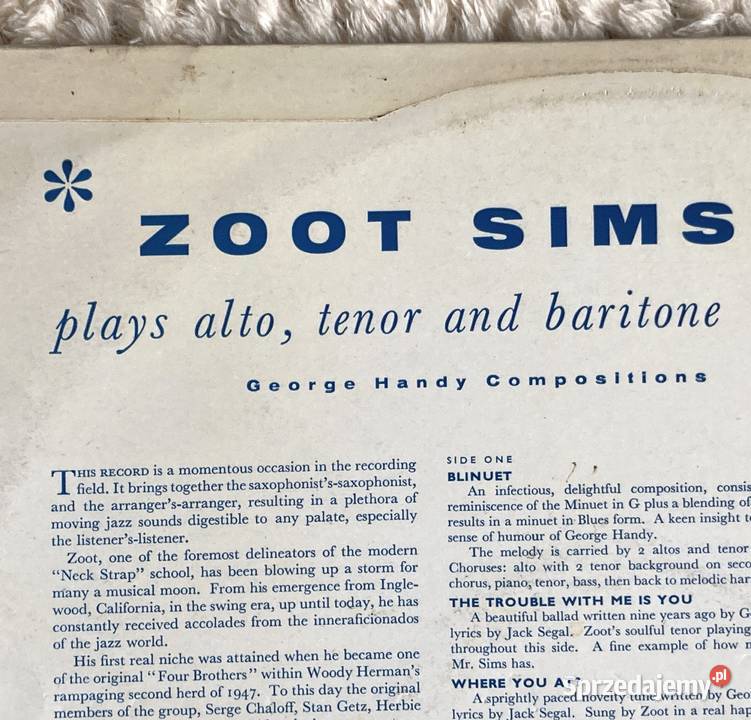 *
ZOOT SIMS
plays alto, tenor and baritone
George Handy Compositions
THIS RECORD is a momentous occasion in the recording
field. It brings together the saxophonist's-saxophonist,
and the arranger's-arranger, resulting in a plethora of
moving jazz sounds digestible to any palate, especially
the listener's-listener.
Zoot, one of the foremost delineators of the modern
"Neck Strap" school, has been blowing up a storm for
many a musical moon. From his emergence from Ingle-
wood, California, in the swing era, up until today, he has
constantly received accolades from the inneraficionados
of the jazz world.
His first real niche was attained when he became one
of the original "Four Brothers" within Woody Herman's
rampaging second herd of 1947. To this day the original
members of the group, Serge Chaloff, Stan Getz, Herbie
SIDE ONE
BLINUET
An infectious, delightful composition, consis
reminiscence of the Minuet in G plus a blending of
results in a minuet in Blues form. A keen insight t
sense of humour of George Handy.
The melody is carried by 2 altos and tenor
Choruses: alto with 2 tenor background on seco
chorus, piano, tenor, bass, then back to melodic har
THE TROUBLE WITH ME IS YOU
A beautiful ballad written nine years ago by G
lyrics by Jack Segal. Zoot's soulful tenor playing
throughout this side. A fine example of how
Mr. Sims has.
WHERE YOU
A sprightly paced novelty tune written by Geo
lyrics by Jack Segal. Sung by Zoot in a real har
Sprzedajemy.pl